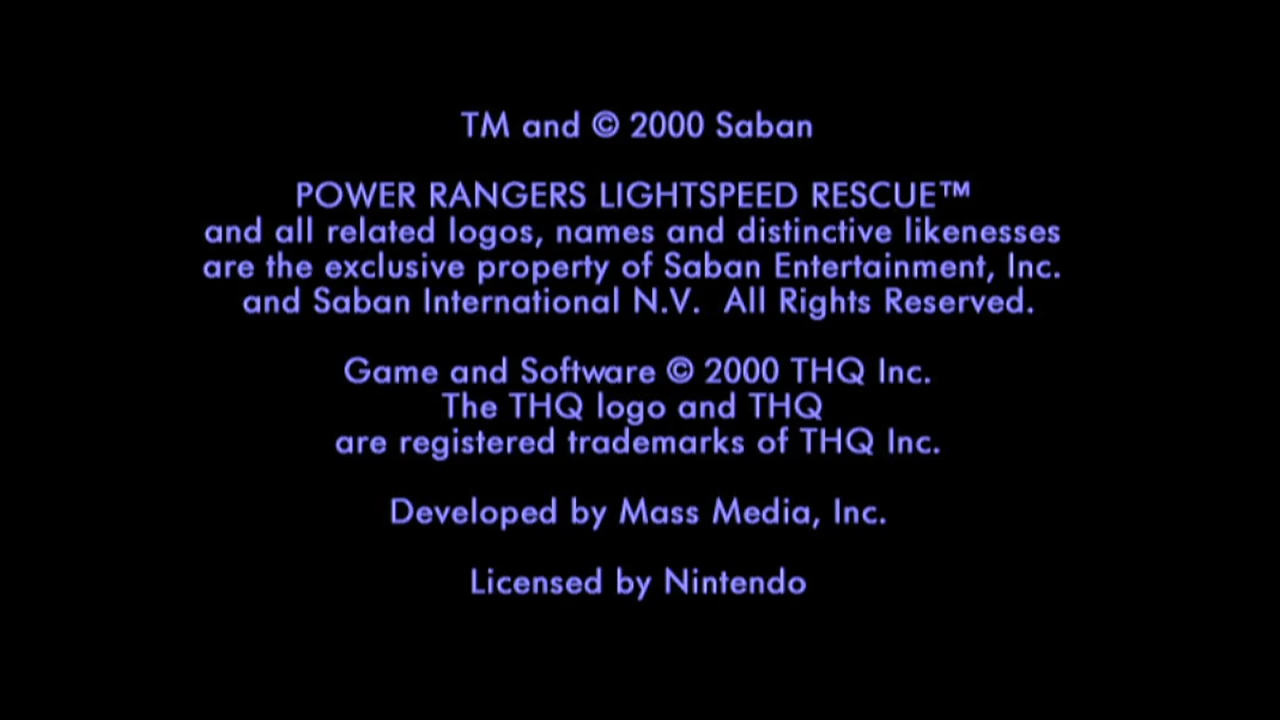 TM and © 2000 Saban
POWER RANGERS LIGHTSPEED RESCUE™
and all related logos, names and distinctive likenesses
are the exclusive property of Saban Entertainment, Inc.
and Saban International N.V.  All Rights Reserved.
Game and Software © 2000 THQ Inc.
The THQ logo and THQ
are registered trademarks of THQ Inc.
Developed by Mass Media, Inc.
Licensed by Nintendo